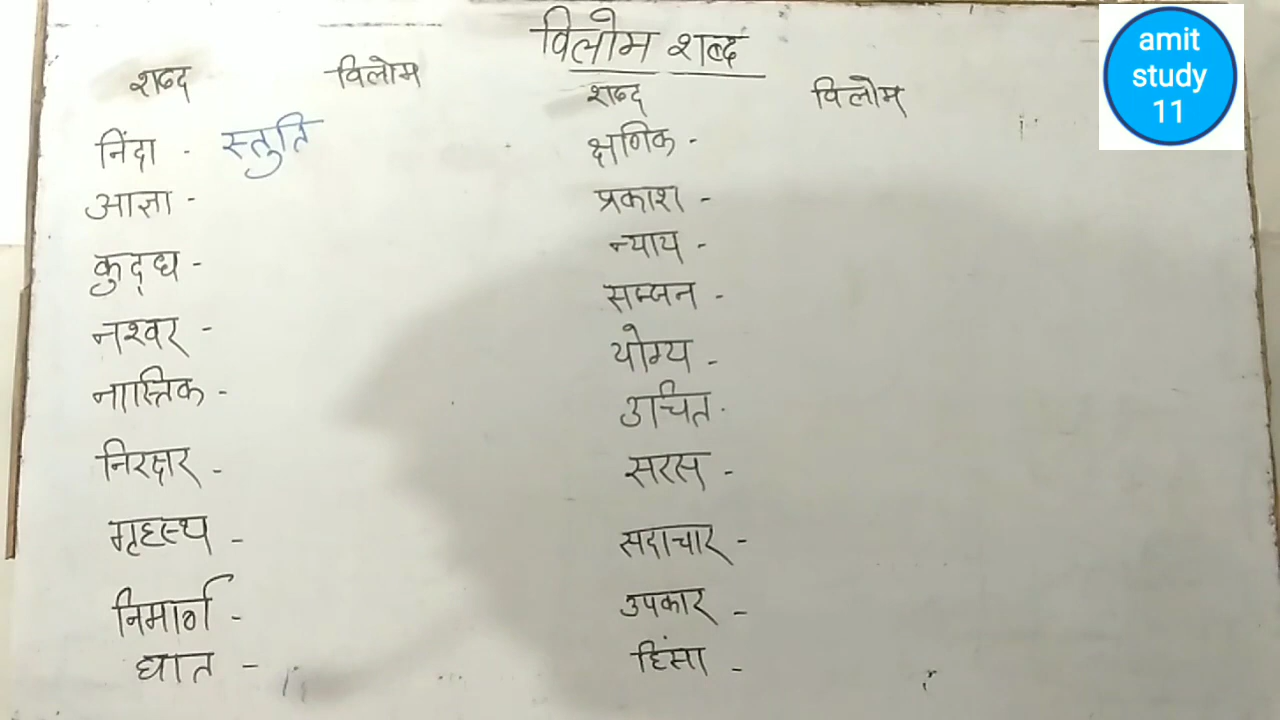 विलोम शब्द
शब्द विलोम
निंदा - स्तुति
आज्ञा -
कुद्ध -
नश्वर -
नास्तिक -
निरक्षर -
गृहस्थ -
निमार्ण -
घात -
शब्द विलोम
क्षणिक -
प्रकाश -
न्याय -
सज्जन -
योग्य -
उचित -
सरस -
सदाचार -
उपकार -
हिंसा -
amit
study
11